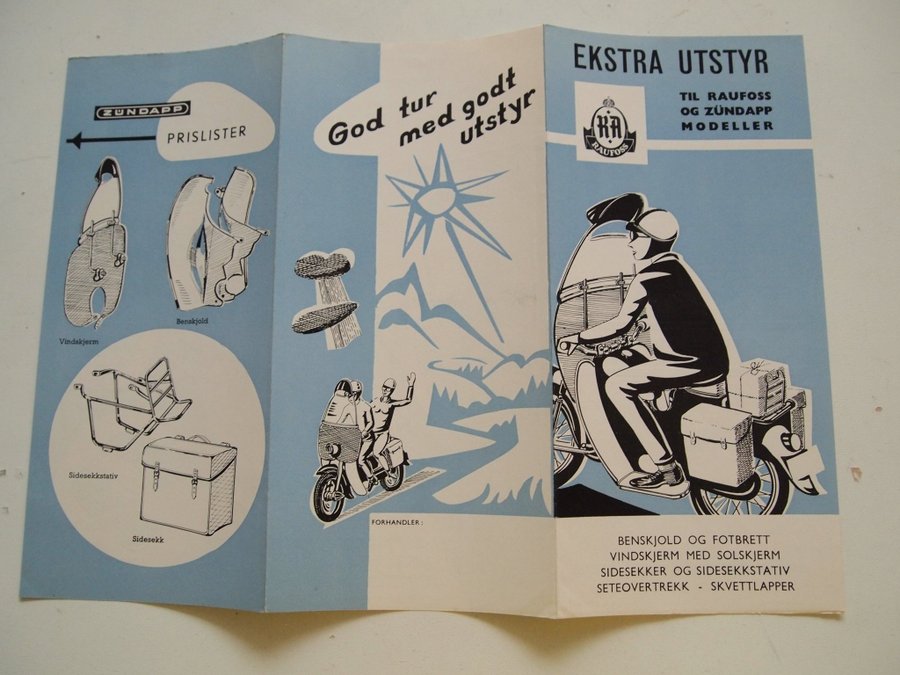 ZÜNDAPP
PRISLISTER
Vindskjerm
Benskjold
Sidesekkstativ
Sidesekk
God tur
med godt
utstyr
FORHANDLER:
EKSTRA UTSTYR
TIL RAUFOSS
OG ZÜNDAPP
MODELLER
RA
RAUFOSS
BENSKJOLD OG FOTBRETT
VINDSKJERM MED SOLSKJERM
SIDESEKKER OG SIDESEKKSTATIV
SETEOVERTREKK - SKVETTLAPPER